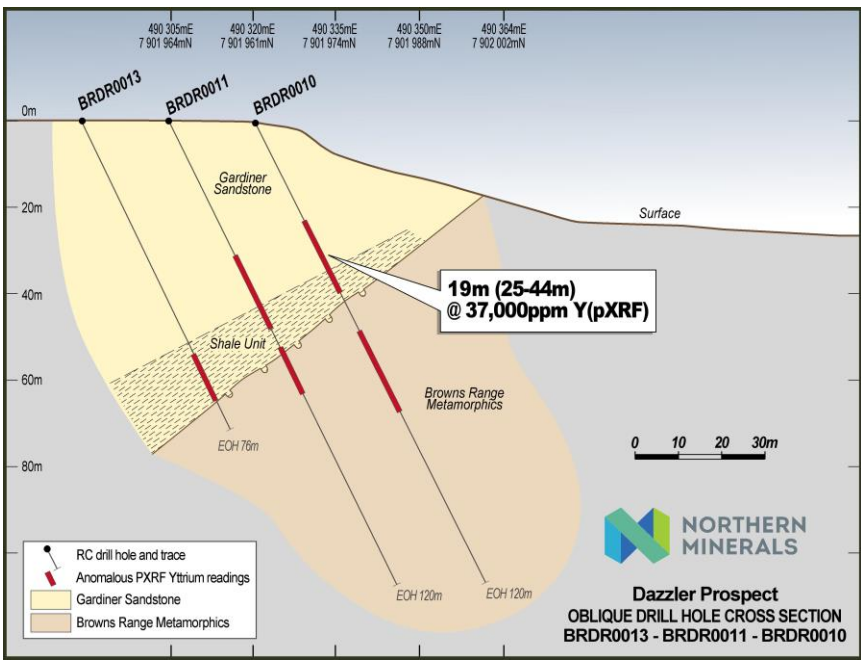 490 305mE
7 901 964mN
490 320mE
7 901 961mN
490 335mE
7 901 974mN
490 350mE
7 901 988mN
490 364mE
7 902 002mN
BRDR0013
BRDR0011
BRDR0010
0m
20m
40m
60m
80m
Gardiner
Sandstone
Surface
19m (25-44m)
@ 37,000ppm Y(pXRF)
Shale Unit
Browns Range
Metamorphics
EOH 76m
EOH 120m
EOH 120m
0 10 20 30m
RC drill hole and trace
Anomalous PXRF Yttrium readings
Gardiner Sandstone
Browns Range Metamorphics
NORTHERN
MINERALS
Dazzler Prospect
OBLIQUE DRILL HOLE CROSS SECTION
BRDR0013 - BRDR0011 - BRDR0010